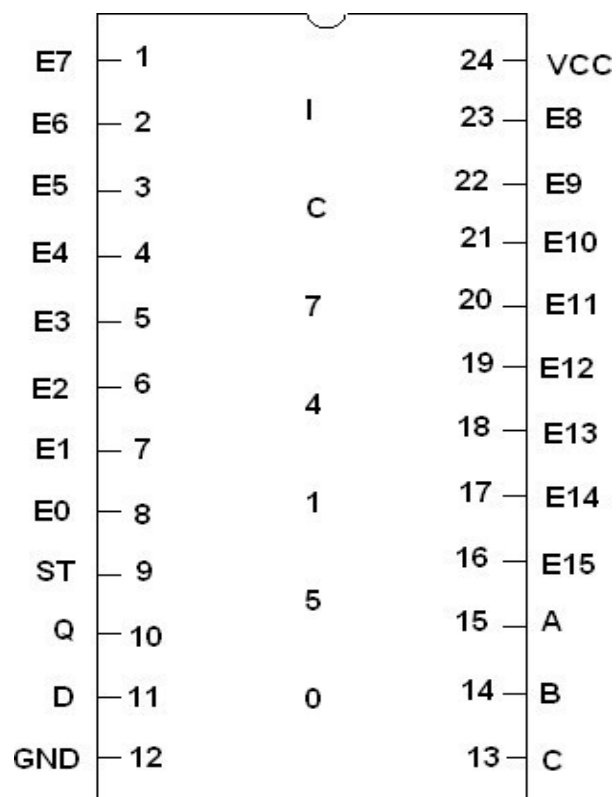 E7 1 24 VCC
E6 2 I 23 E8
E5 3 C 22 E9
E4 4 21 E10
E3 5 7 20 E11
E2 6 4 19 E12
E1 7 18 E13
E0 8 1 17 E14
ST 9 5 16 E15
Q 10 15 A
D 11 0 14 B
GND 12 13 C